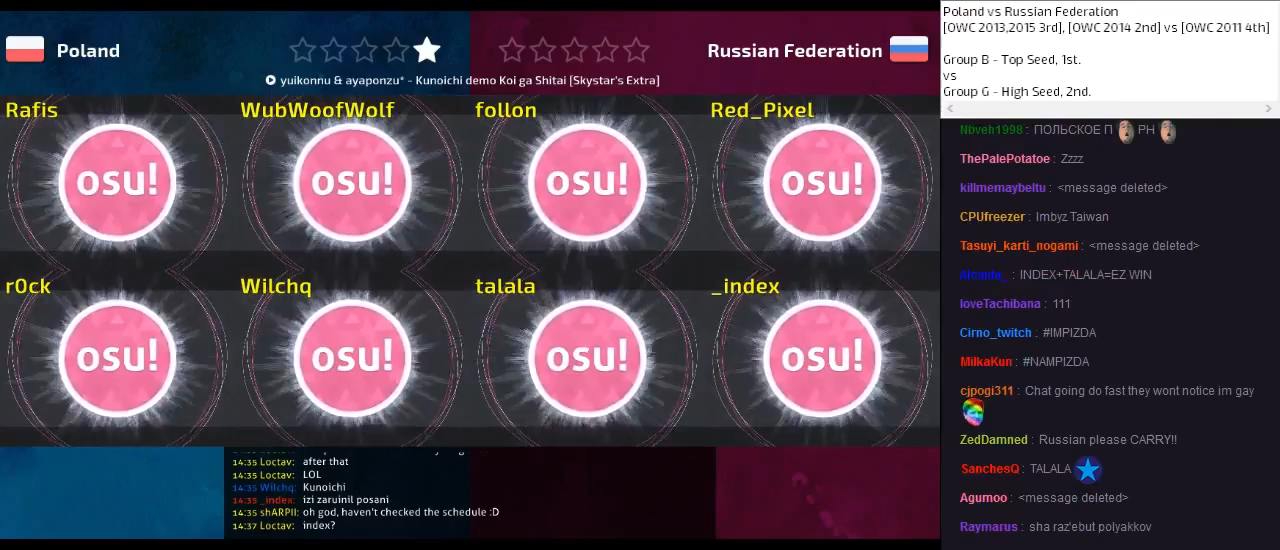 Poland
Russian Federation
yuikonnu & ayaponzu* - Kunoichi demo Koi ga Shitai [Skystar's Extra]
Rafis
WubWoofWolf
follon
Red_Pixel
osu!
osu!
osu!
osu!
r0ck
Wilchq
talala
_index
osu!
osu!
osu!
osu!
14:35 Loctav: after that
14:35 Loctav: LOL
14:35 Wilchq: Kunoichi
14:35 _index: izi zaruinil posani
14:35 shARPII: oh god, haven't checked the schedule :D
14:37 Loctav: index?
Poland vs Russian Federation
[OWC 2013,2015 3rd], [OWC 2014 2nd] vs [OWC 2011 4th]
Group B - Top Seed, 1st.
vs
Group G - High Seed, 2nd.
Nbveh1998 : ПОЛЬСКОЕ П РН
ThePalePotatoe : Zzzz
killmemaybeltu : <message deleted>
CPUfreezer : Imbyz Taiwan
Tasuyi_karti_nogami : <message deleted>
: INDEX+TALALA=EZ WIN
loveTachibana : 111
Cirno_twitch : #IMPIZDA
MilkaKun : #NAMPIZDA
cjpogi311 : Chat going do fast they wont notice im gay
ZedDamned : Russian please CARRY!!
SanchesQ : TALALA
Agumoo : <message deleted>
Raymarus : sha raz'ebut polyakkov